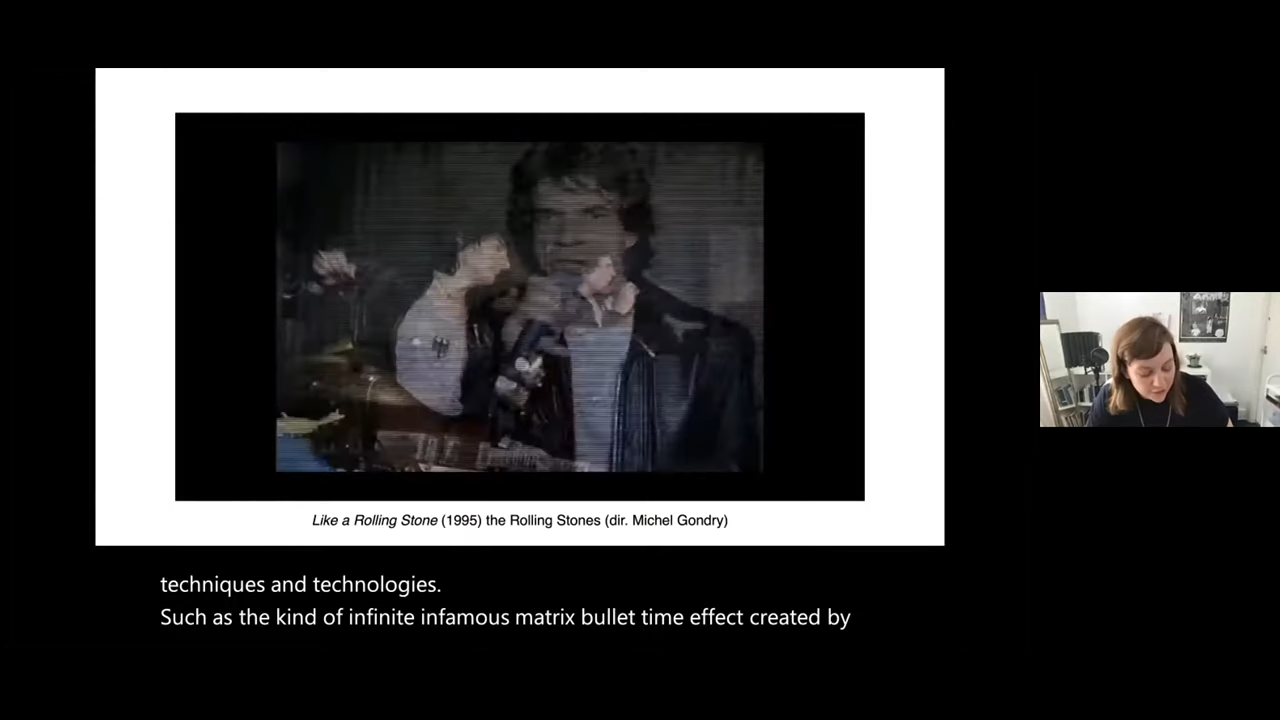 Like a Rolling Stone (1995) the Rolling Stones (dir. Michel Gondry)
techniques and technologies.
Such as the kind of infinite infamous matrix bullet time effect created by